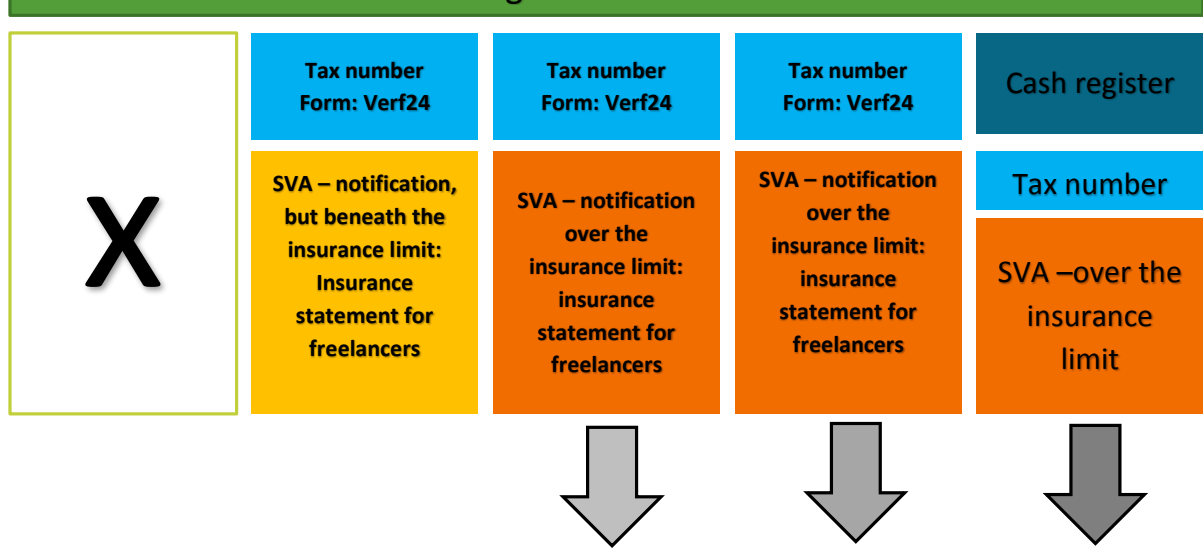 X
Tax number
Form: Verf24
SVA – notification,
but beneath the
insurance limit:
Insurance
statement for
freelancers
Tax number
Form: Verf24
SVA – notification
over the
insurance limit:
insurance
statement for
freelancers
Tax number
Form: Verf24
SVA – notification
over the
insurance limit:
insurance
statement for
freelancers
Cash register
Tax number
SVA –over the
insurance
limit